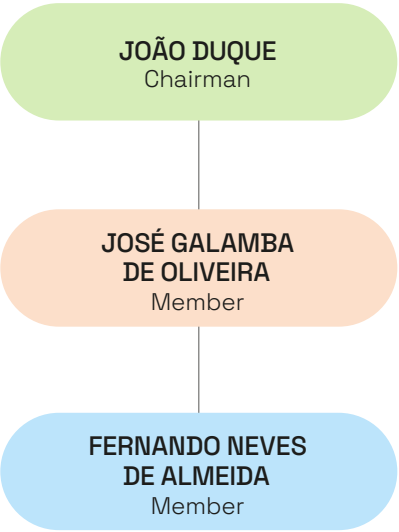 JOÃO DUQUE
Chairman
JOSÉ GALAMBA
DE OLIVEIRA
Member
FERNANDO NEVES
DE ALMEIDA
Member